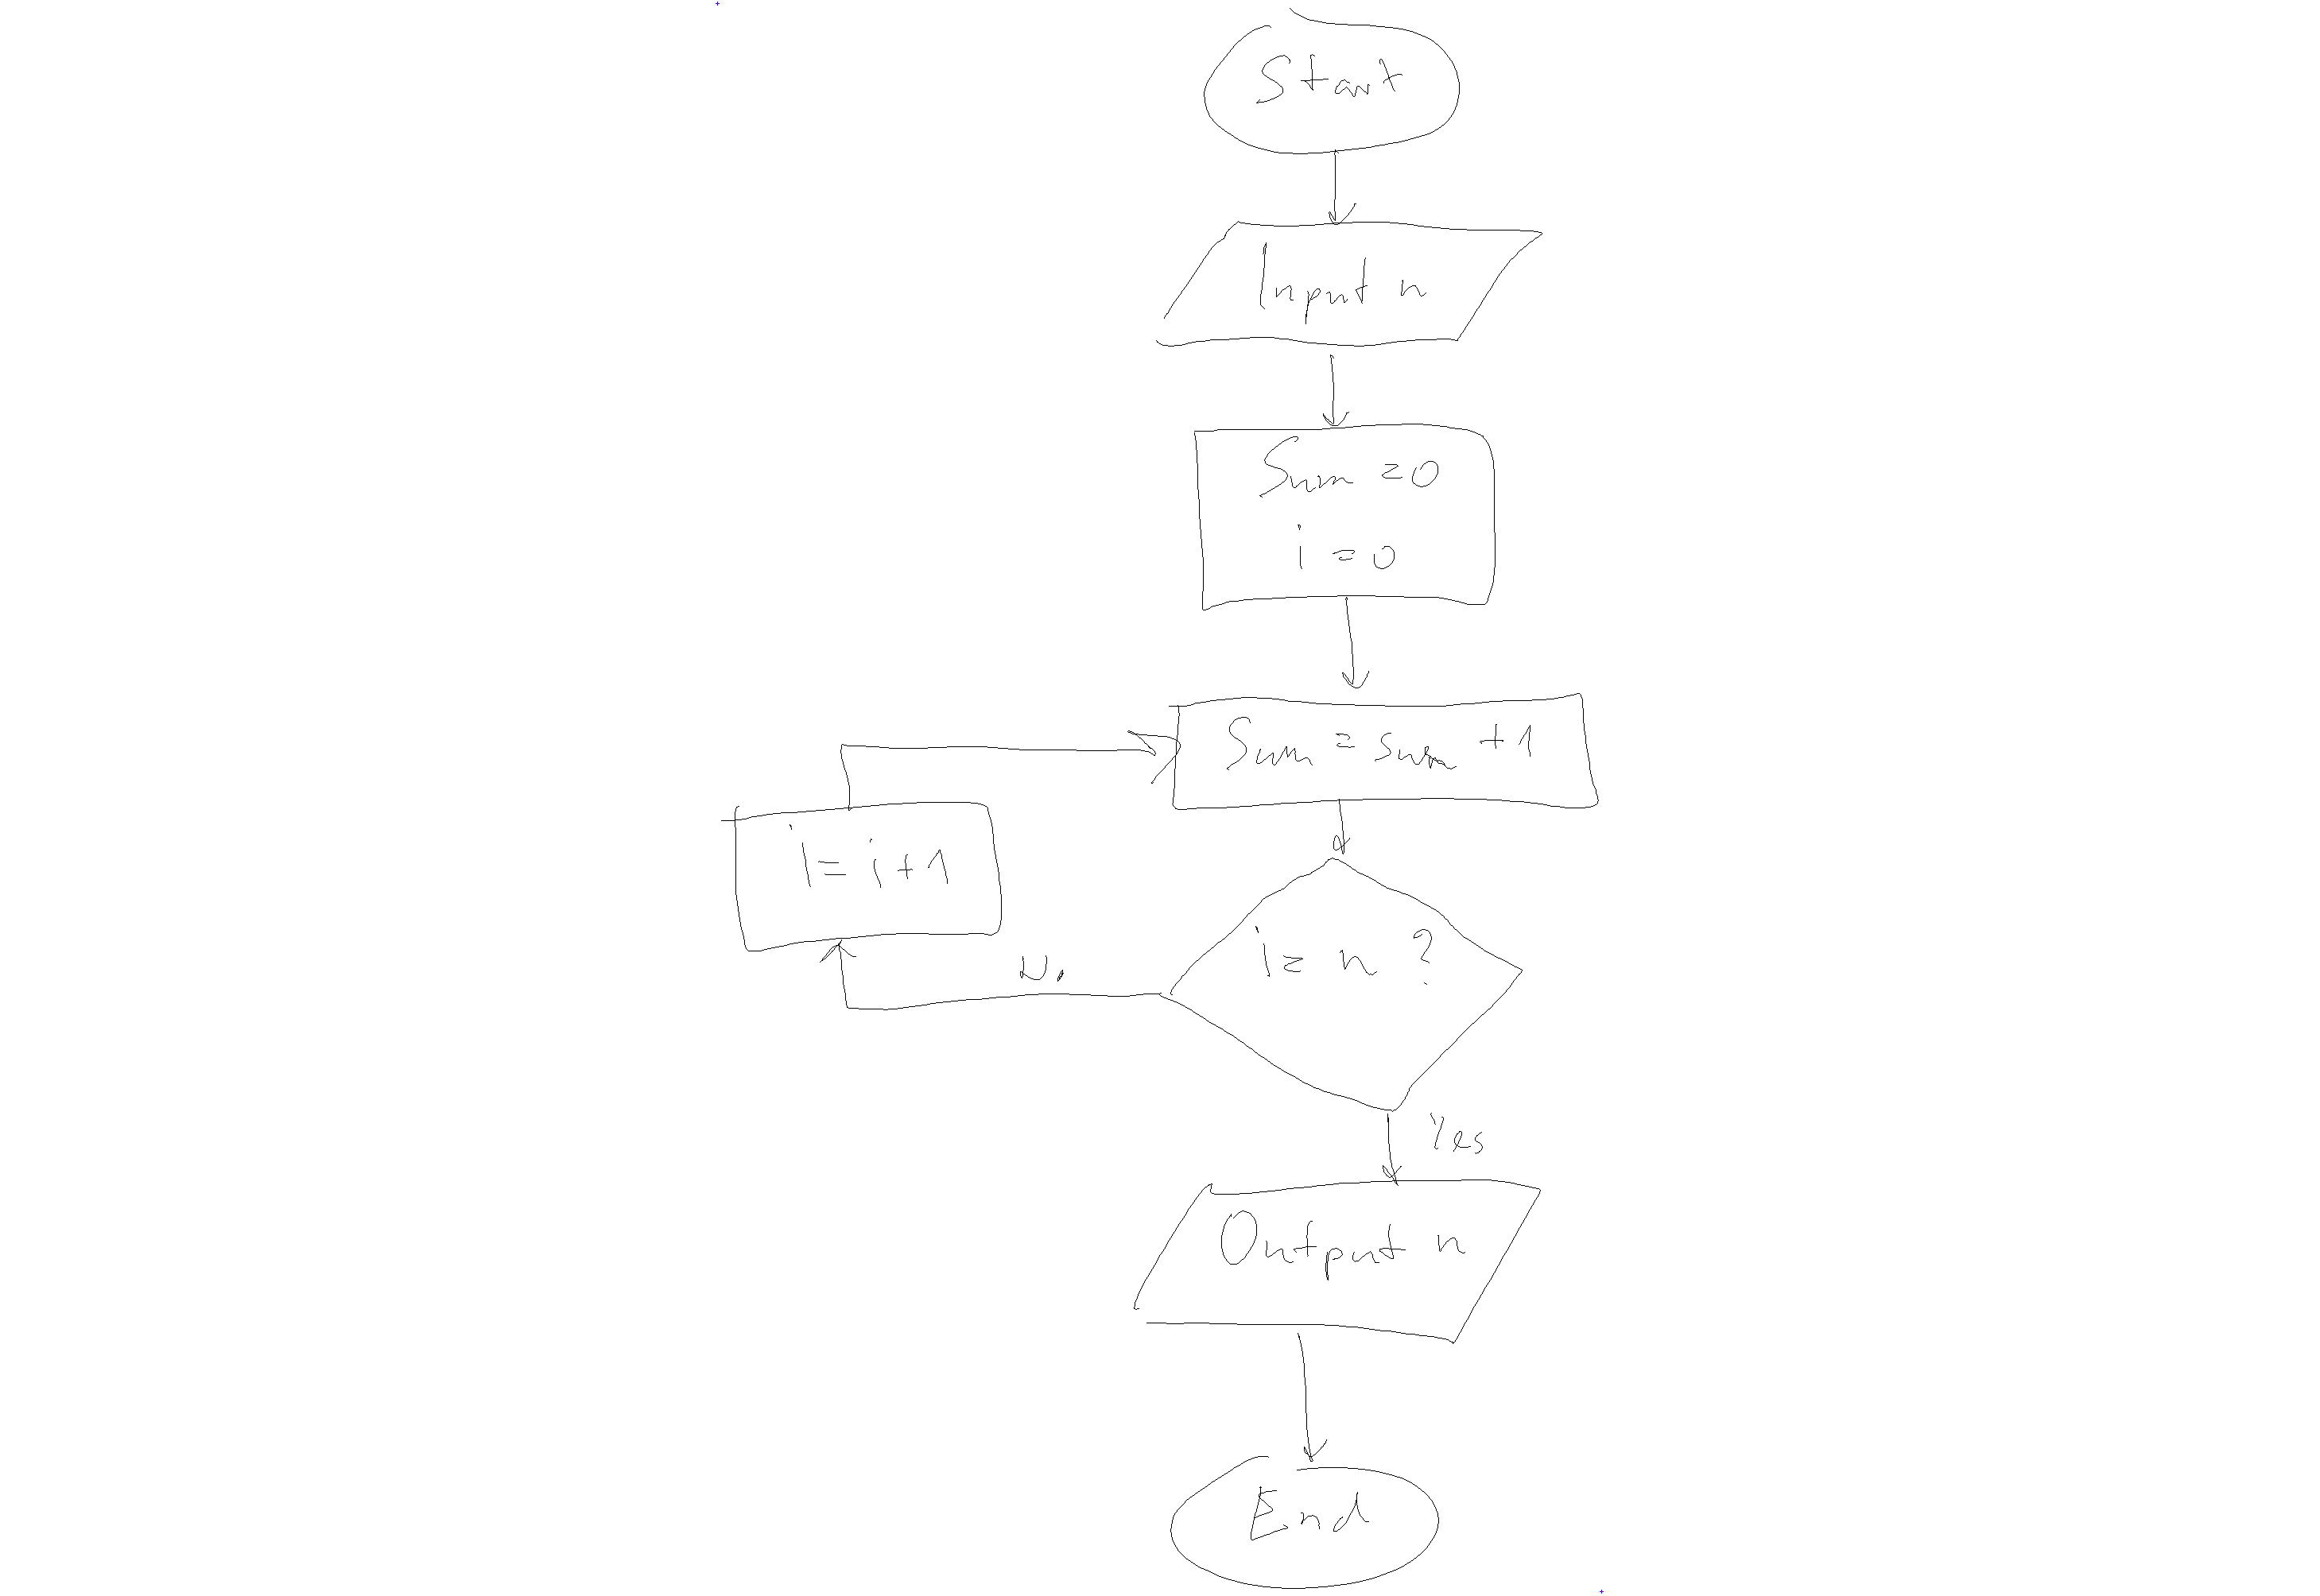 Start
Input n
Sum = 0
i = 0
Sum = sum + 1
i = i + 1
i = n ?
No
Yes
Output n
End